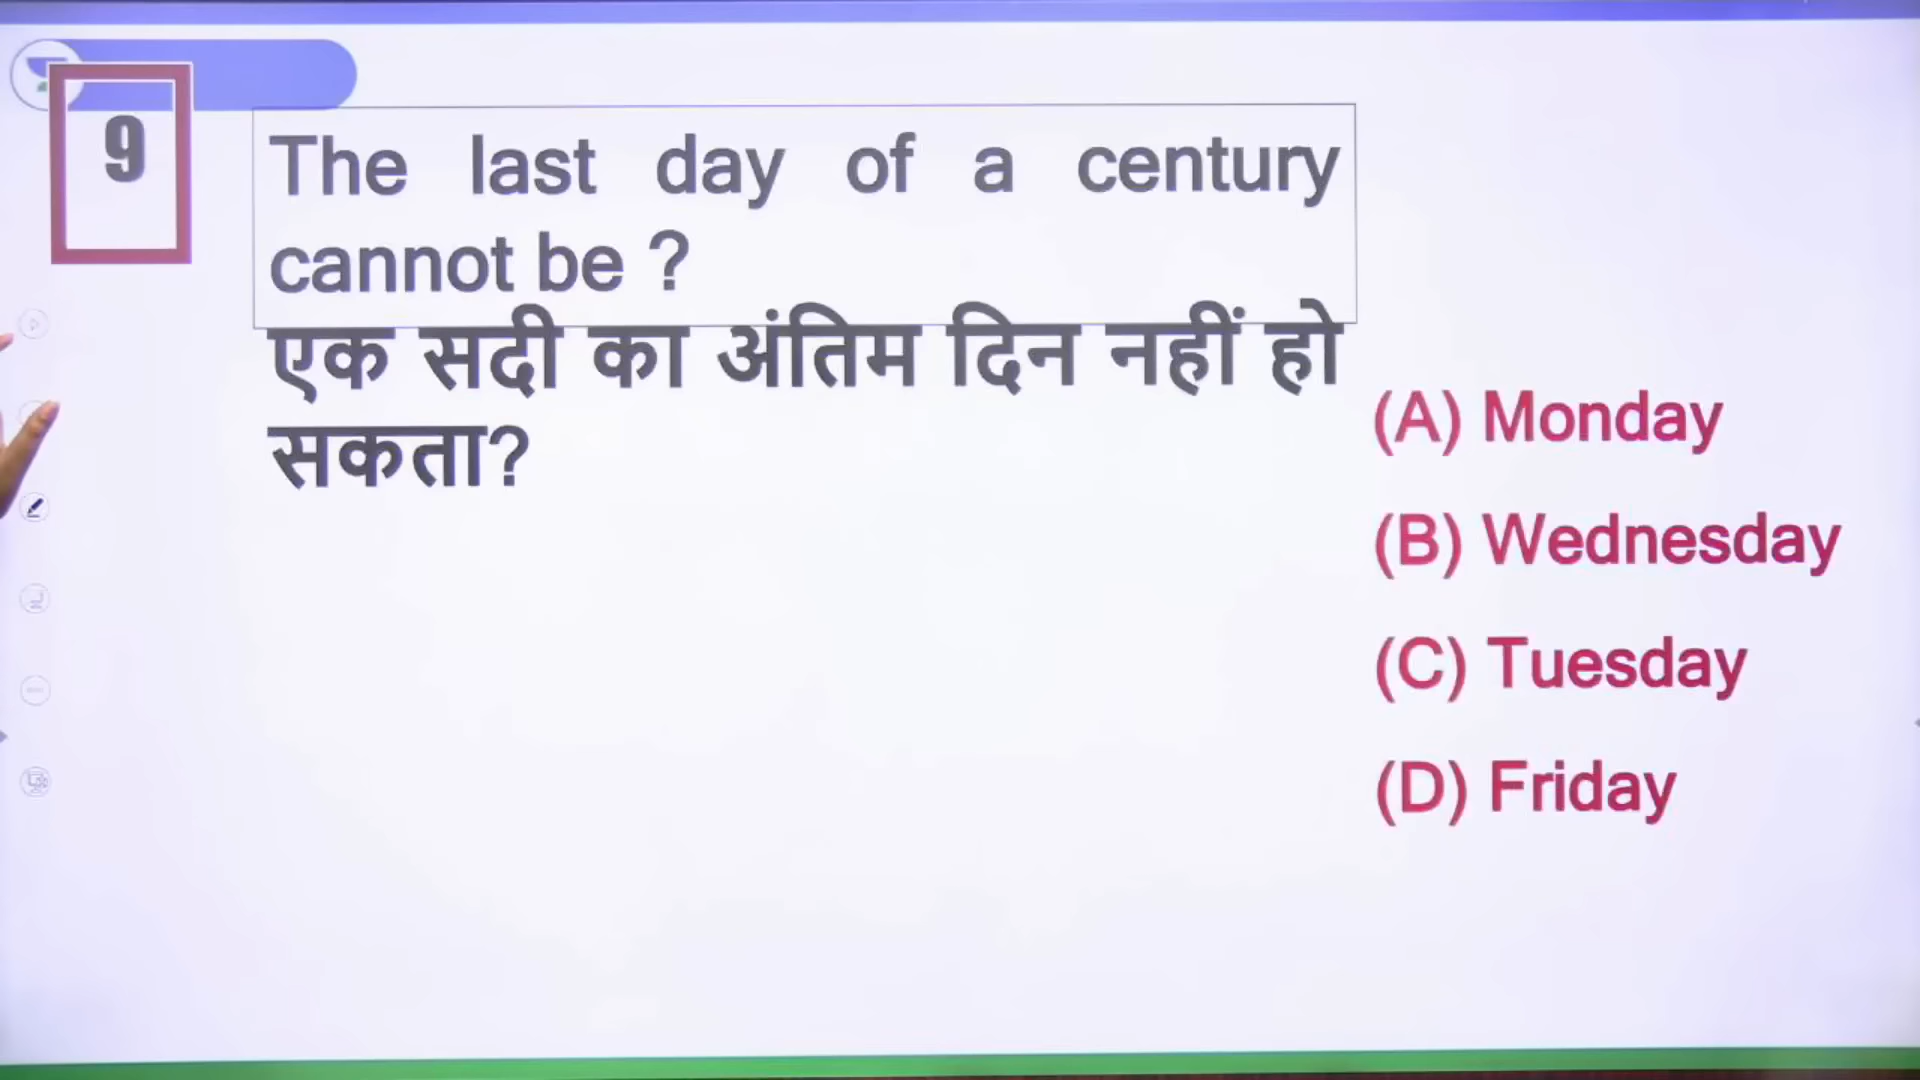 9
The last day of a century
cannot be ?
एक सदी का अंतिम दिन नहीं हो
सकता?
(A) Monday
(B) Wednesday
(C) Tuesday
(D) Friday